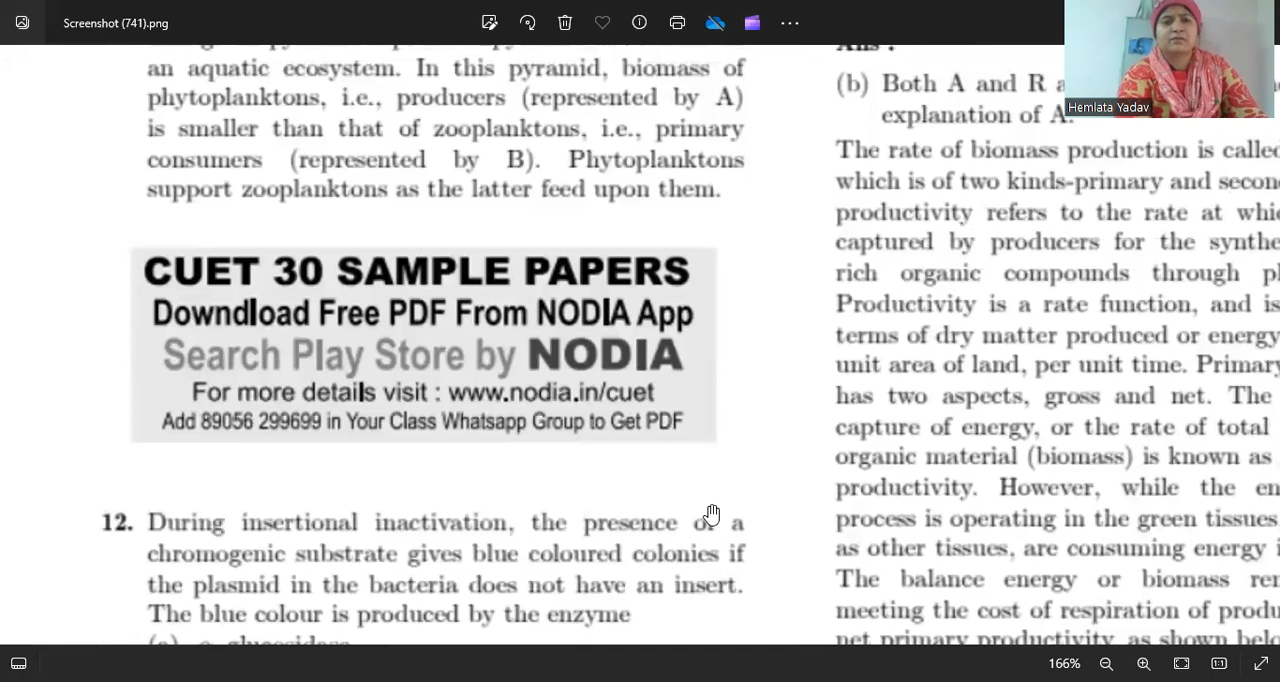 Screenshot (741).png
an aquatic ecosystem. In this pyramid, biomass of
phytoplanktons, i.e., producers (represented by A)
is smaller than that of zooplanktons, i.e., primary
consumers (represented by B). Phytoplanktons
support zooplanktons as the latter feed upon them.
CUET 30 SAMPLE PAPERS
Downdload Free PDF From NODIA App
Search Play Store by NODIA
For more details visit : www.nodia.in/cuet
Add 89056 299699 in Your Class Whatsapp Group to Get PDF
12. During insertional inactivation, the presence of a
chromogenic substrate gives blue coloured colonies if
the plasmid in the bacteria does not have an insert.
The blue colour is produced by the enzyme
Ans :
(b) Both A and R a
explanation of A.
The rate of biomass production is called
which is of two kinds-primary and secon
productivity refers to the rate at whi
captured by producers for the synthe
rich organic compounds through p
Productivity is a rate function, and is
terms of dry matter produced or energy
unit area of land, per unit time. Primary
has two aspects, gross and net. The
capture of energy, or the rate of total
organic material (biomass) is known as
productivity. However, while the en
process is operating in the green tissues
as other tissues, are consuming energy i
The balance energy or biomass rem
meeting the cost of respiration of produ
net primary productivity, as shown belo
Hemlata Yadav
166%
1:1